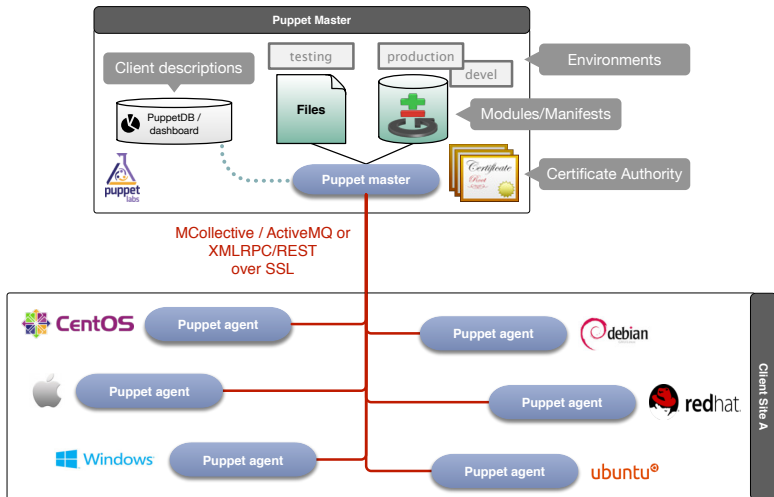 Puppet Master
testing
production
devel
Environments
Client descriptions
PuppetDB /
dashboard
Files
Modules/Manifests
puppet
labs
Puppet master
Certificate
Root
Certificate Authority
MCollective / ActiveMQ or
XMLRPC/REST
over SSL
CentOS
Puppet agent
Puppet agent
debian
Puppet agent
Puppet agent
redhat.
Windows
Puppet agent
Puppet agent
ubuntu
Client Site A